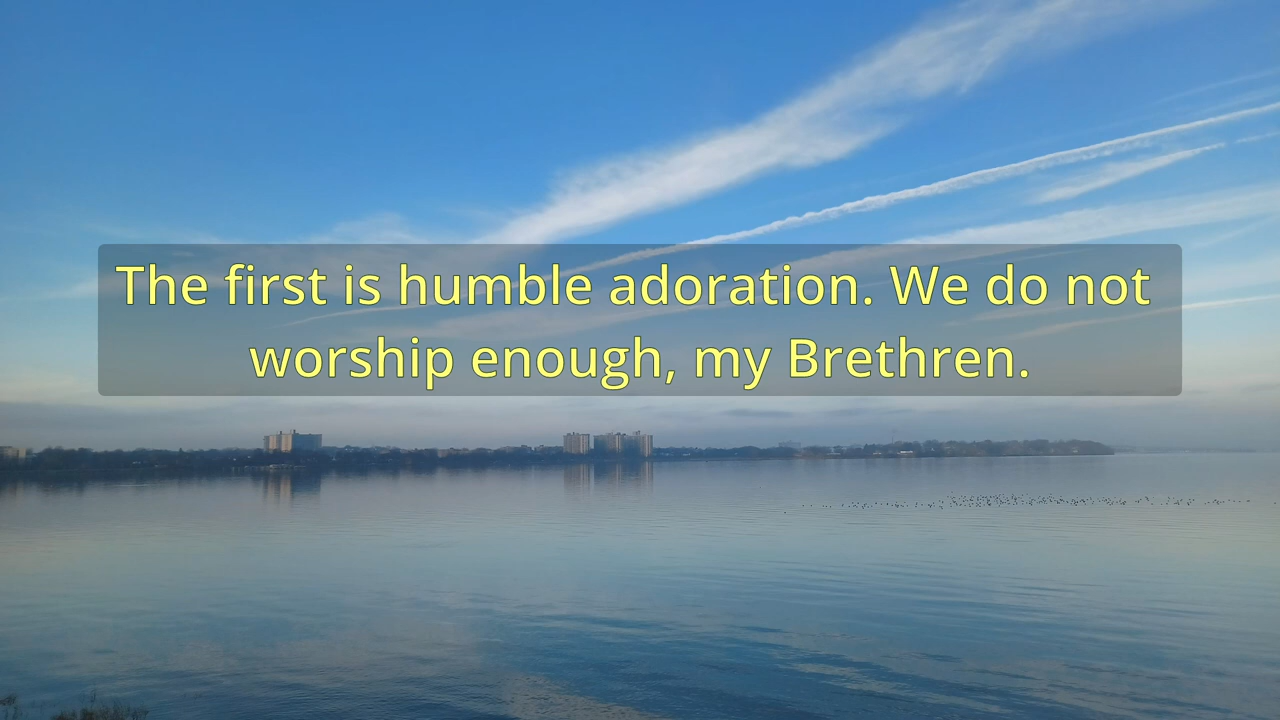 The first is humble adoration. We do not
worship enough, my Brethren.